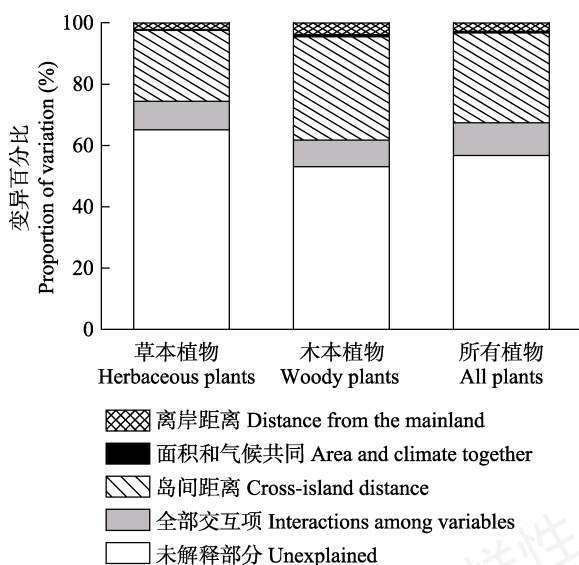 变异百分比
Proportion of variation (%)
100
80
60
40
20
0
草本植物 木本植物 所有植物
Herbaceous plants Woody plants All plants
离岸距离 Distance from the mainland
面积和气候共同 Area and climate together
岛间距离 Cross-island distance
全部交互项 Interactions among variables
未解释部分 Unexplained
样性